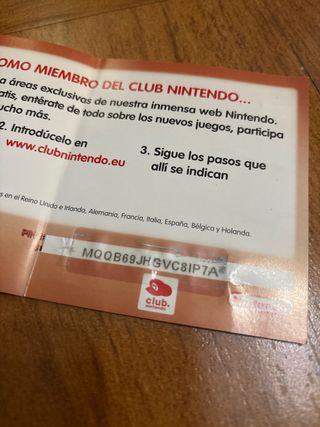 OMO MIEMBRO DEL CLUB NINTENDO...
a áreas exclusivas de nuestra inmensa web Nintendo.
atis, entérate de todo sobre los nuevos juegos, participa
ucho más.
2. Introdúcelo en
www.clubnintendo.eu
3. Sigue los pasos que
allí se indican
s en el Reino Unido e Irlanda, Alemania, Francia, Italia, España, Bélgica y Holanda.
MQQB69JHGVC8IP7A
club.
nintendo